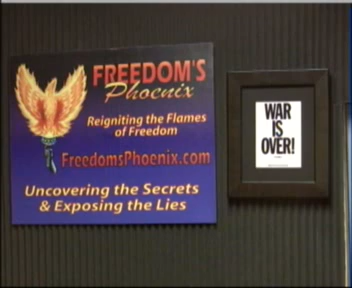 FREEDOM'S
Phoenix
Reigniting the Flames
of Freedom
FreedomsPhoenix.com
Uncovering the Secrets
& Exposing the Lies
WAR
IS
OVER!